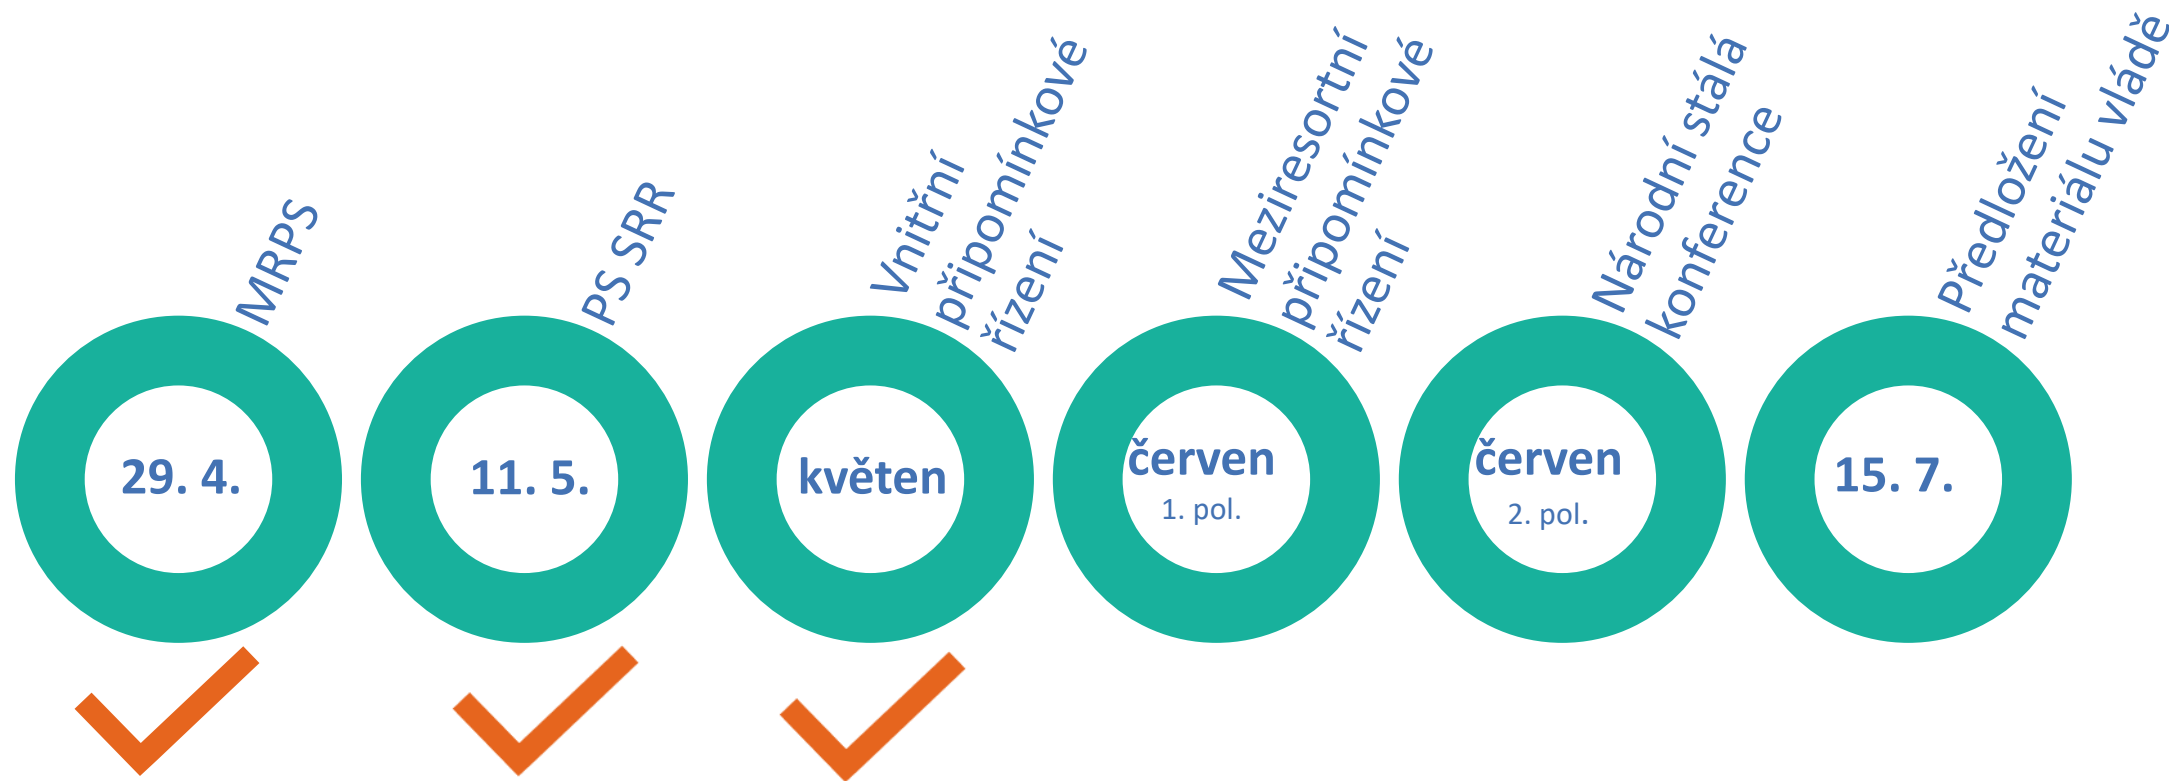 MRPS
29. 4.
PS SRR
11. 5.
Vnitřní
připomínkové
řízení
květen
Meziresortní
připomínkové
řízení
červen
1. pol.
Národní stálá
konference
červen
2. pol.
Předložení
materiálu vládě
15. 7.